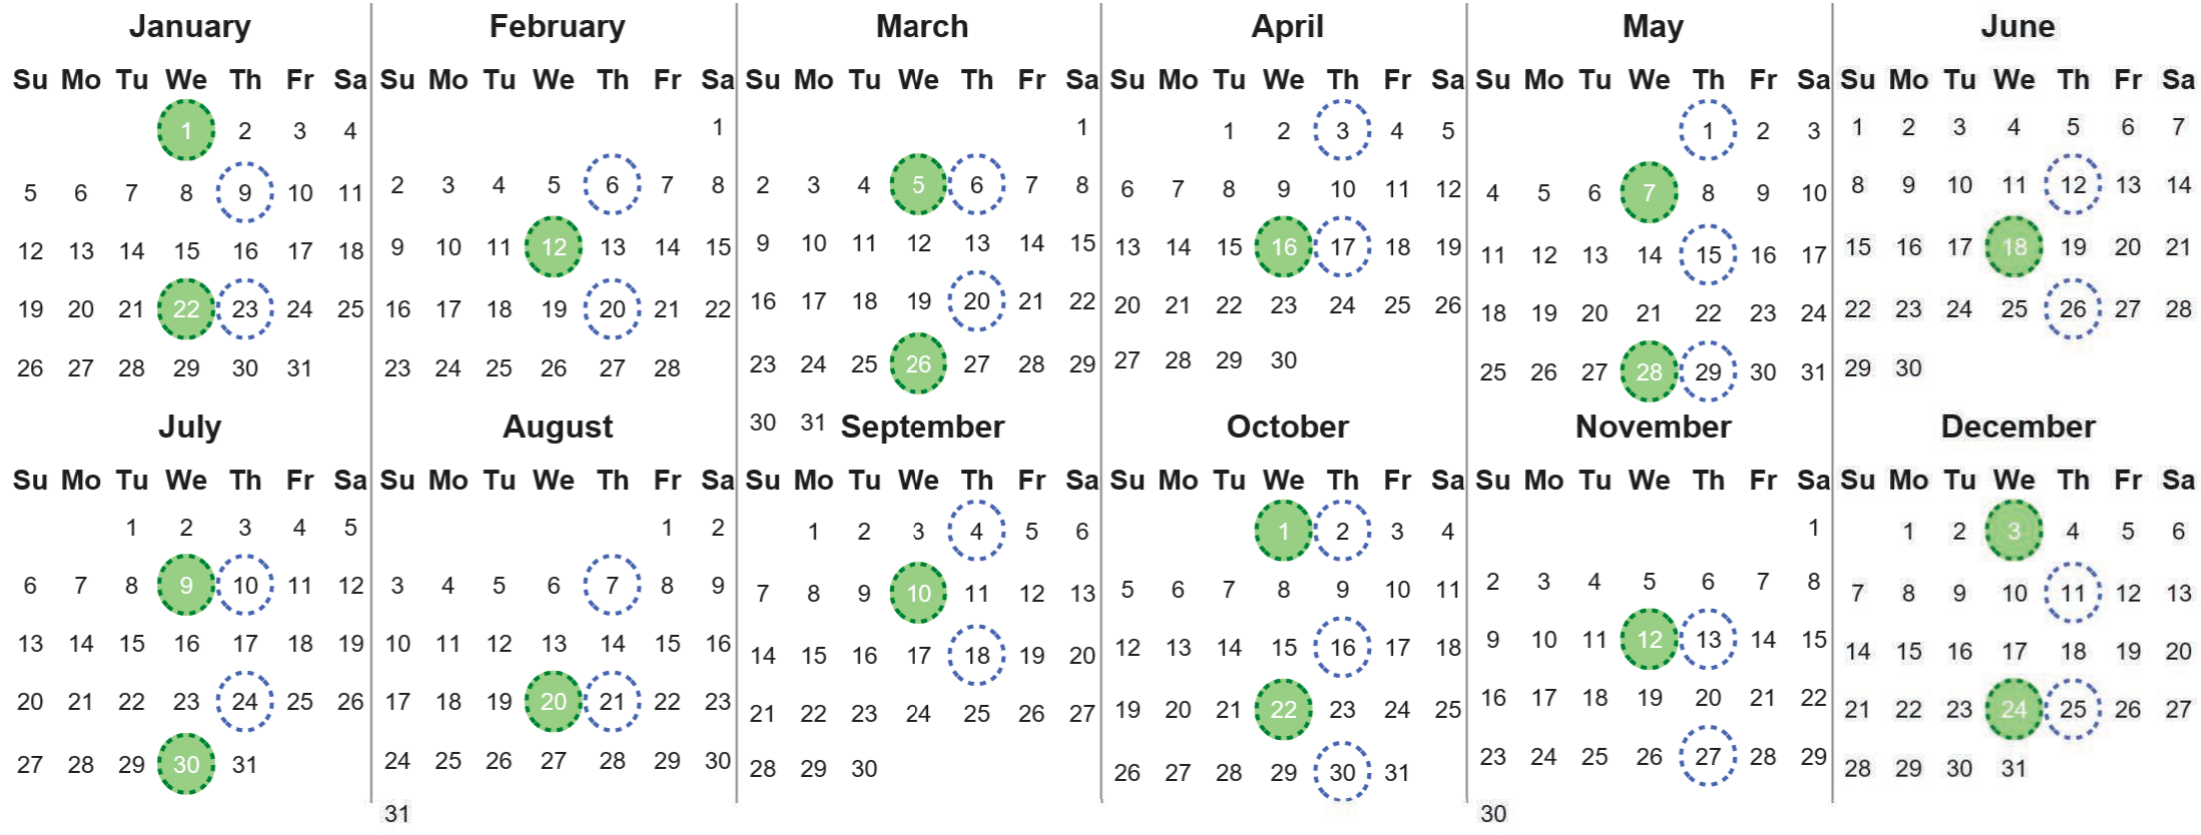 January
Su Mo Tu We Th Fr Sa
1 2 3 4
5 6 7 8 9 10 11
12 13 14 15 16 17 18
19 20 21 22 23 24 25
26 27 28 29 30 31
February
Su Mo Tu We Th Fr Sa
1
2 3 4 5 6 7 8
9 10 11 12 13 14 15
16 17 18 19 20 21 22
23 24 25 26 27 28
March
Su Mo Tu We Th Fr Sa
1
2 3 4 5 6 7 8
9 10 11 12 13 14 15
16 17 18 19 20 21 22
23 24 25 26 27 28 29
30 31
April
Su Mo Tu We Th Fr Sa
1 2 3 4 5
6 7 8 9 10 11 12
13 14 15 16 17 18 19
20 21 22 23 24 25 26
27 28 29 30
May
Su Mo Tu We Th Fr Sa
1 2 3
4 5 6 7 8 9 10
11 12 13 14 15 16 17
18 19 20 21 22 23 24
25 26 27 28 29 30 31
June
Su Mo Tu We Th Fr Sa
1 2 3 4 5 6 7
8 9 10 11 12 13 14
15 16 17 18 19 20 21
22 23 24 25 26 27 28
29 30
July
Su Mo Tu We Th Fr Sa
1 2 3 4 5
6 7 8 9 10 11 12
13 14 15 16 17 18 19
20 21 22 23 24 25 26
27 28 29 30 31
August
Su Mo Tu We Th Fr Sa
1 2
3 4 5 6 7 8 9
10 11 12 13 14 15 16
17 18 19 20 21 22 23
24 25 26 27 28 29 30
31
September
Su Mo Tu We Th Fr Sa
1 2 3 4 5 6
7 8 9 10 11 12 13
14 15 16 17 18 19 20
21 22 23 24 25 26 27
28 29 30
October
Su Mo Tu We Th Fr Sa
1 2 3 4
5 6 7 8 9 10 11
12 13 14 15 16 17 18
19 20 21 22 23 24 25
26 27 28 29 30 31
November
Su Mo Tu We Th Fr Sa
1
2 3 4 5 6 7 8
9 10 11 12 13 14 15
16 17 18 19 20 21 22
23 24 25 26 27 28 29
30
December
Su Mo Tu We Th Fr Sa
1 2 3 4 5 6
7 8 9 10 11 12 13
14 15 16 17 18 19 20
21 22 23 24 25 26 27
28 29 30 31